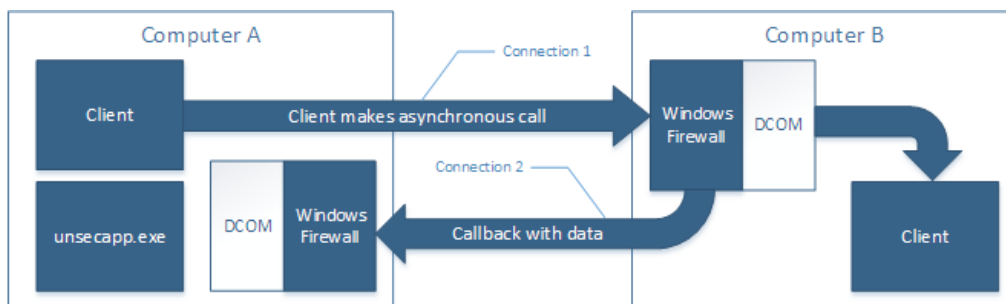 Computer A
Computer B
Connection 1
Client
Client makes asynchronous call
Windows
Firewall
DCOM
Connection 2
unsecapp.exe
DCOM
Windows
Firewall
Callback with data
Client